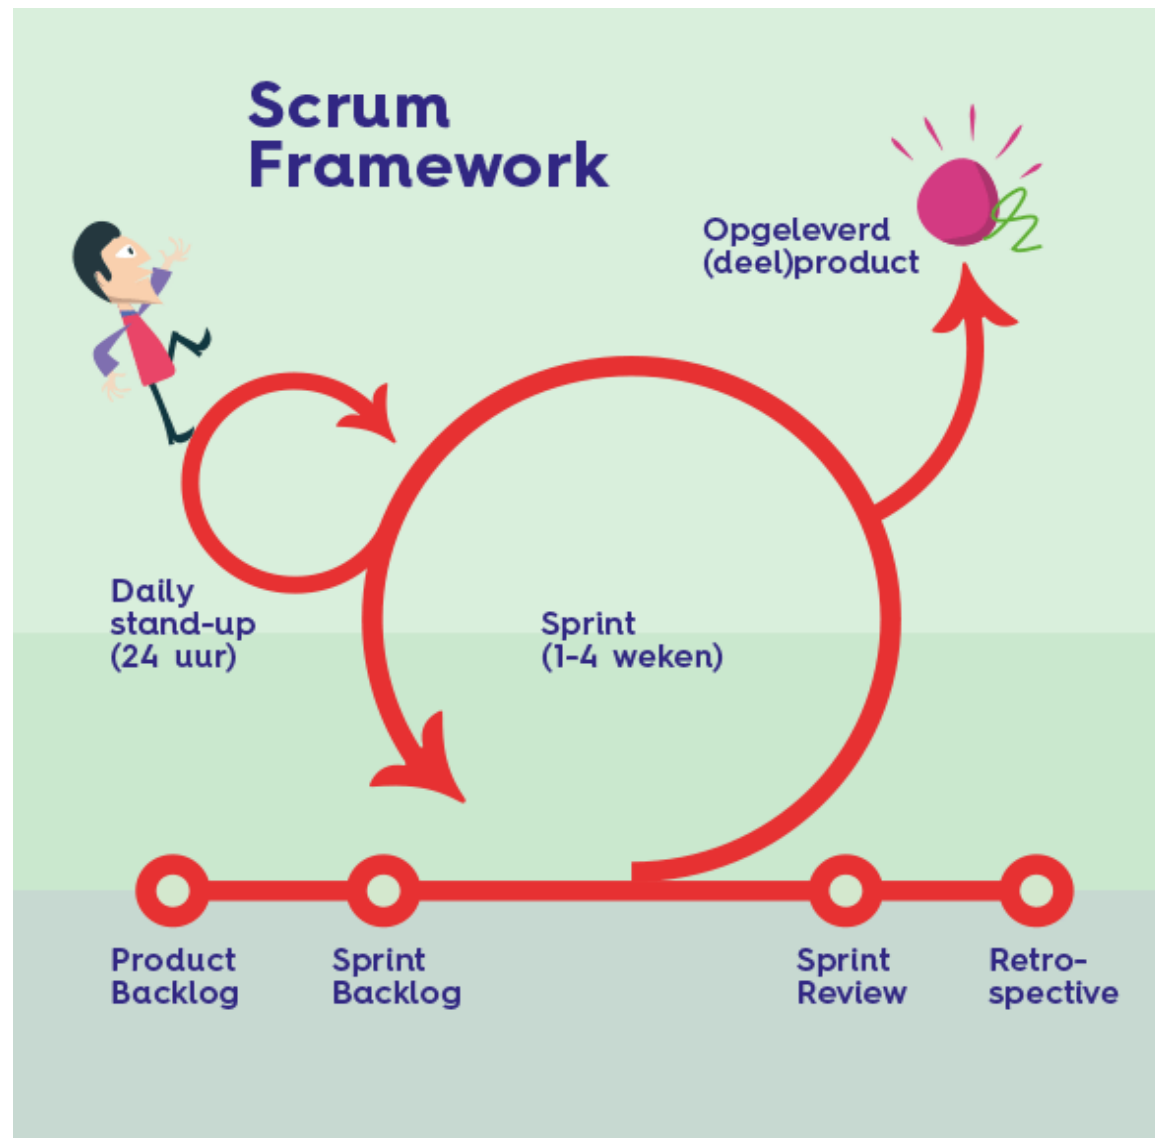 Scrum
Framework
Opgeleverd
(deel)product
Daily
stand-up
(24 uur)
Sprint
(1-4 weken)
Product
Backlog
Sprint
Backlog
Sprint
Review
Retro-
spective